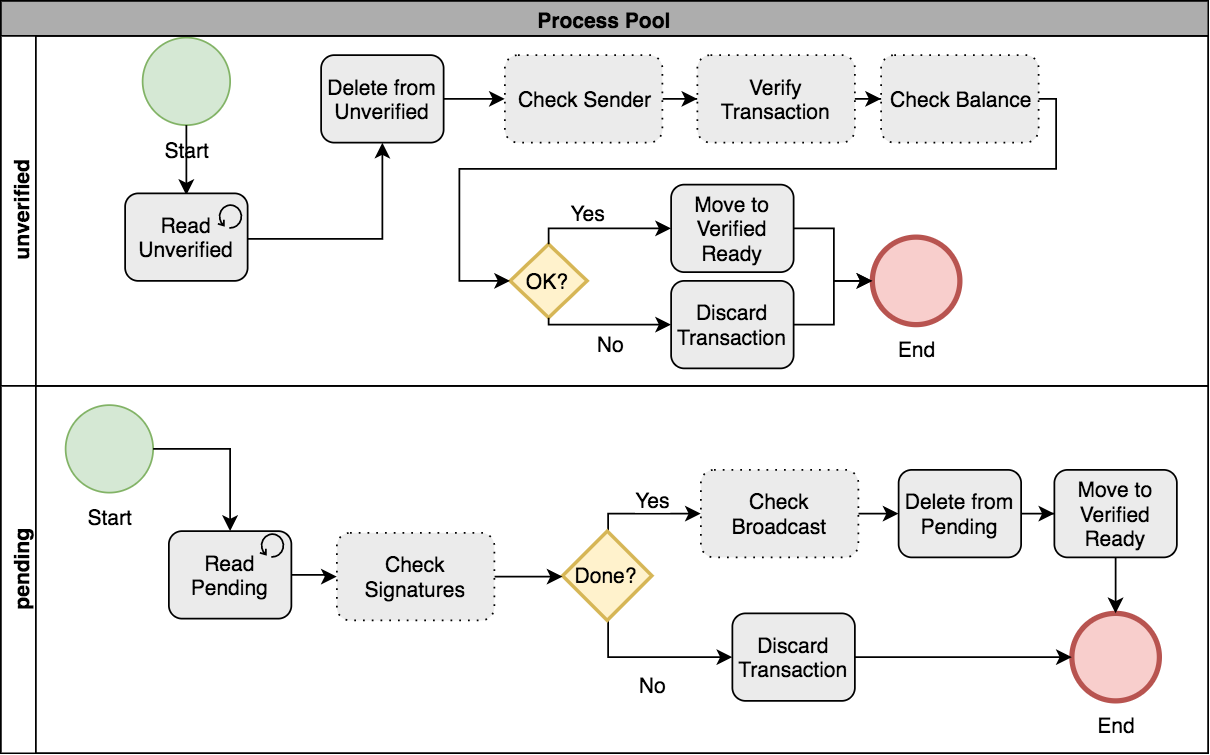 Process Pool
unverified
Start
Read
Unverified
Delete from
Unverified
Check Sender
Verify
Transaction
Check Balance
OK?
Yes
Move to
Verified
Ready
No
Discard
Transaction
End
pending
Start
Read
Pending
Check
Signatures
Done?
Yes
Check
Broadcast
Delete from
Pending
Move to
Verified
Ready
No
Discard
Transaction
End